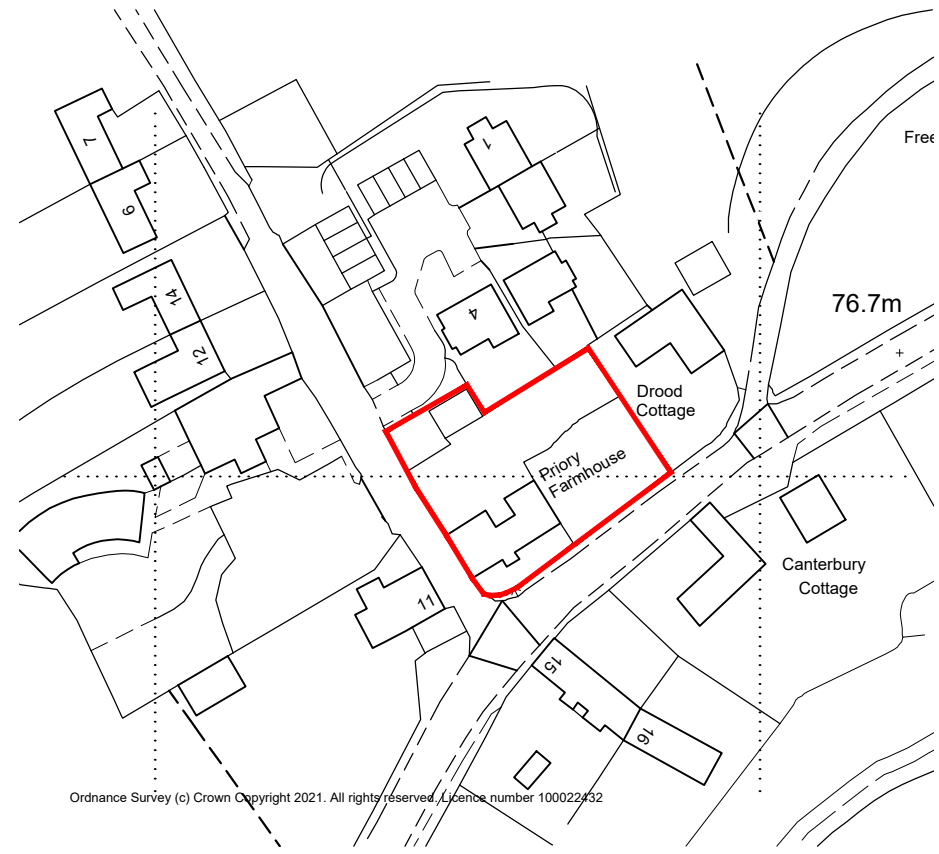 7
1
Free
6
14
76.7m
4
12
Drood
Cottage
Priory
Farmhouse
Canterbury
Cottage
11
15
16
Ordnance Survey (c) Crown Copyright 2021. All rights reserved. Licence number 100022432